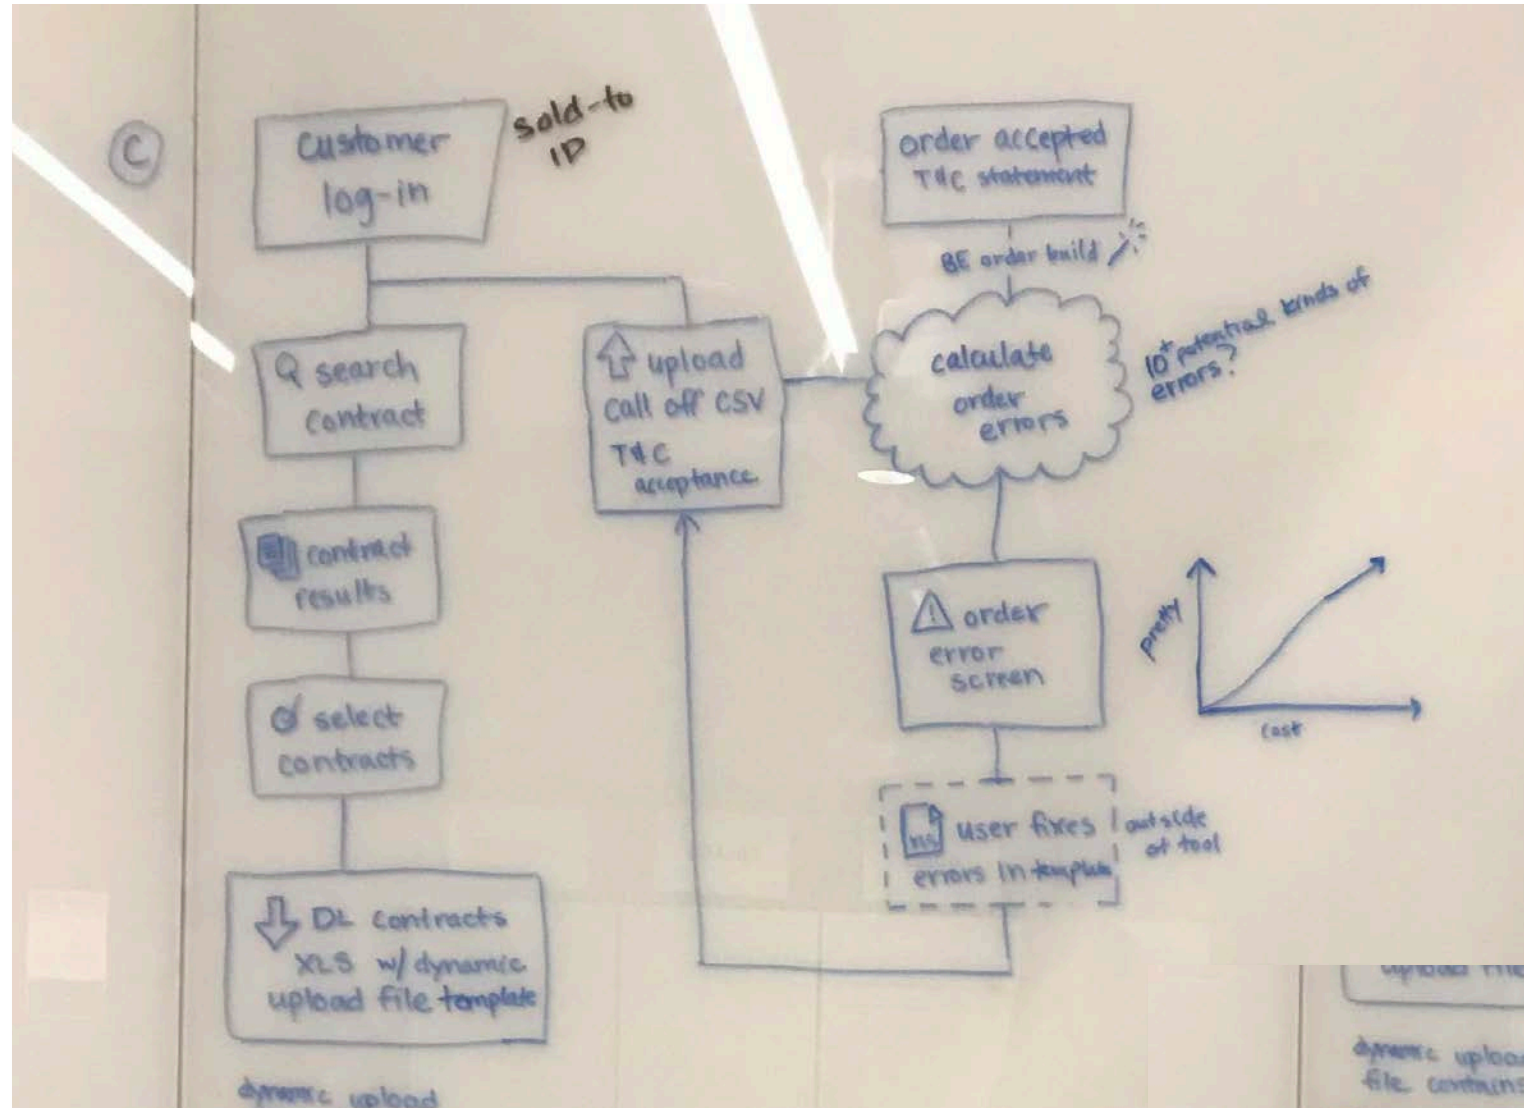 C
customer
log-in
sold-to
ID
search
contract
contract
results
select
contracts
DL contracts
XLS w/ dynamic
upload file template
dynamic upload
upload
call off CSV
T&C
acceptance
order accepted
T&C statement
BE order build
calculate
order
errors
10+ potential kinds of
errors?
order
error
screen
user fixes
errors in template
outside
of tool
pretty
cost
upload file
dynamic upload
file contains